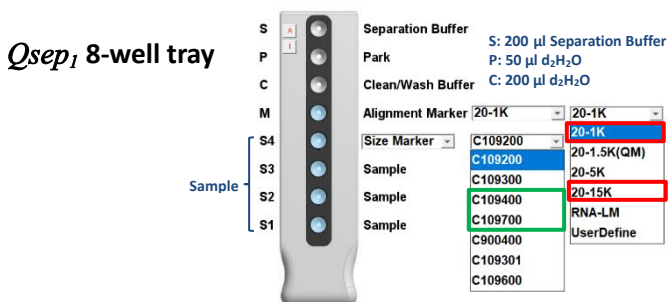 Qsep₁ 8-well tray
S A Separation Buffer
I
P Park
C Clean/Wash Buffer
S: 200 µl Separation Buffer
P: 50 µl d₂H₂O
C: 200 µl d₂H₂O
M Alignment Marker 20-1K 20-1K
S4 Size Marker C109200
S3 Sample
S2 Sample
S1 Sample
Sample
C109200
C109300
C109400
C109700
C900400
C109301
C109600
20-1K
20-1.5K(QM)
20-5K
20-15K
RNA-LM
UserDefine